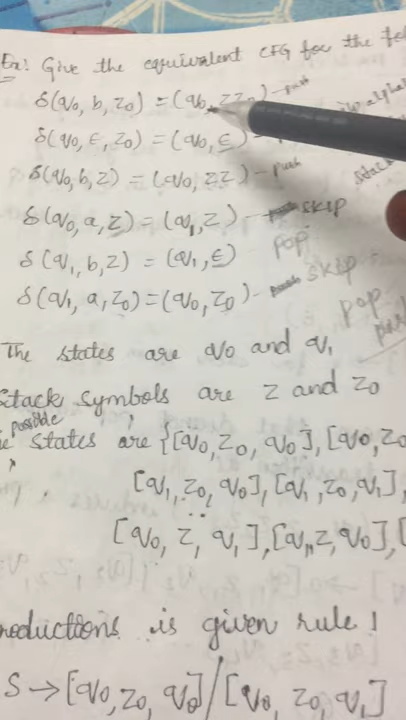 Ex: Give the equivalent CFG for the
δ(q0, b, z0) = (q0, zz0) - push
δ(q0, ε, z0) = (q0, ε)
δ(q0, b, z) = (q0, zz) - push
δ(q0, a, z) = (q1, z) - skip
δ(q1, b, z) = (q1, ε) pop
δ(q1, a, z0) = (q0, z0) - skip
pop
The states are q0 and q1
Stack symbols are z and z0
possible
states are {[q0, z0, q0], [q0, z0
[q1, z0, q0], [q1, z0, q1],
[q0, z, q1], [q1, z, q0], [
roductions is given rule!
S → [q0, z0, q0] / [q0, z0, q1]